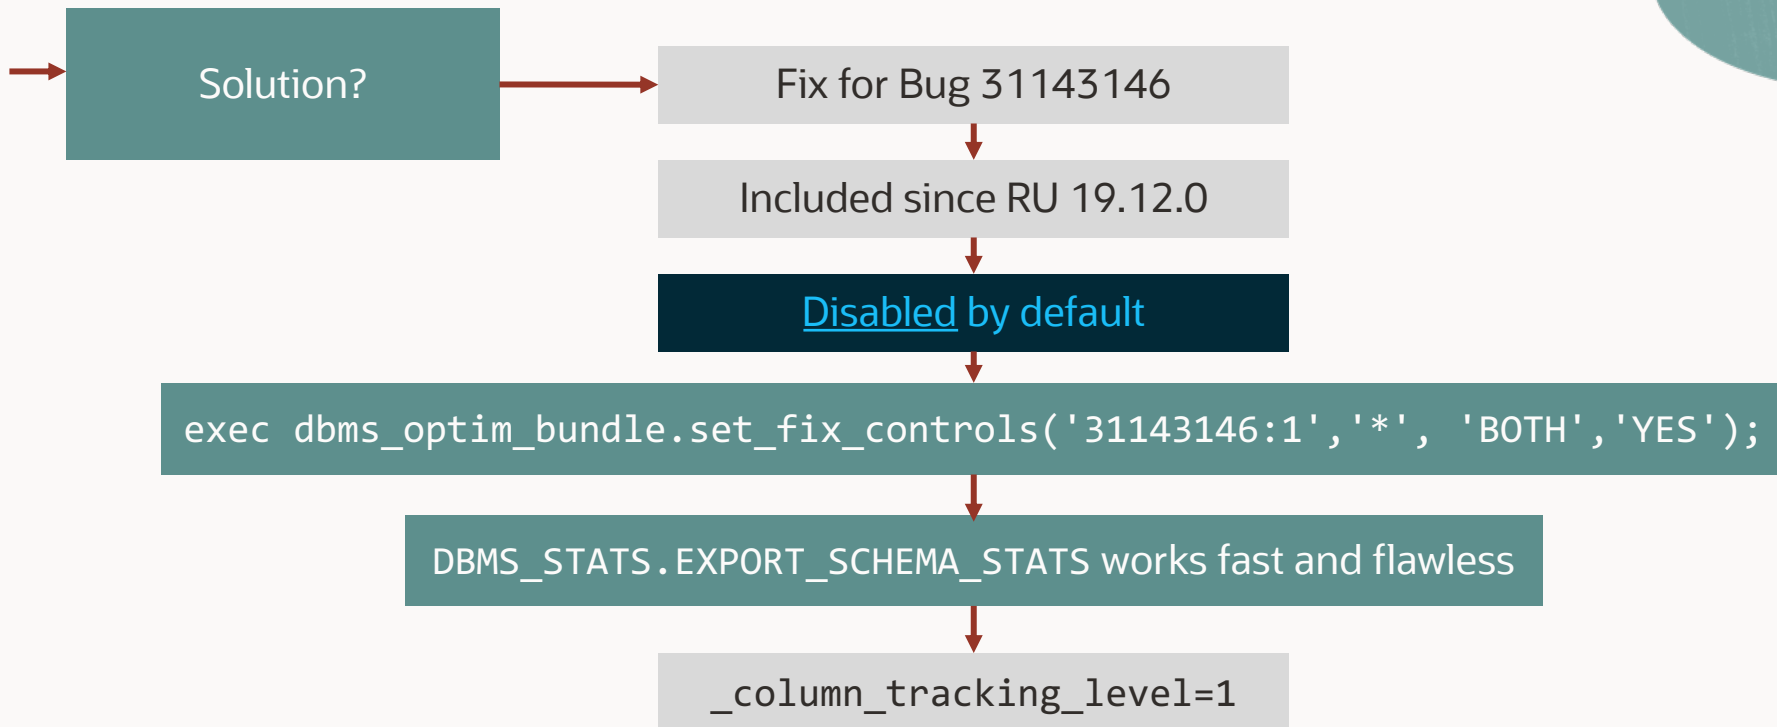 Solution?
Fix for Bug 31143146
Included since RU 19.12.0
Disabled by default
exec dbms_optim_bundle.set_fix_controls('31143146:1','*', 'BOTH','YES');
DBMS_STATS.EXPORT_SCHEMA_STATS works fast and flawless
_column_tracking_level=1